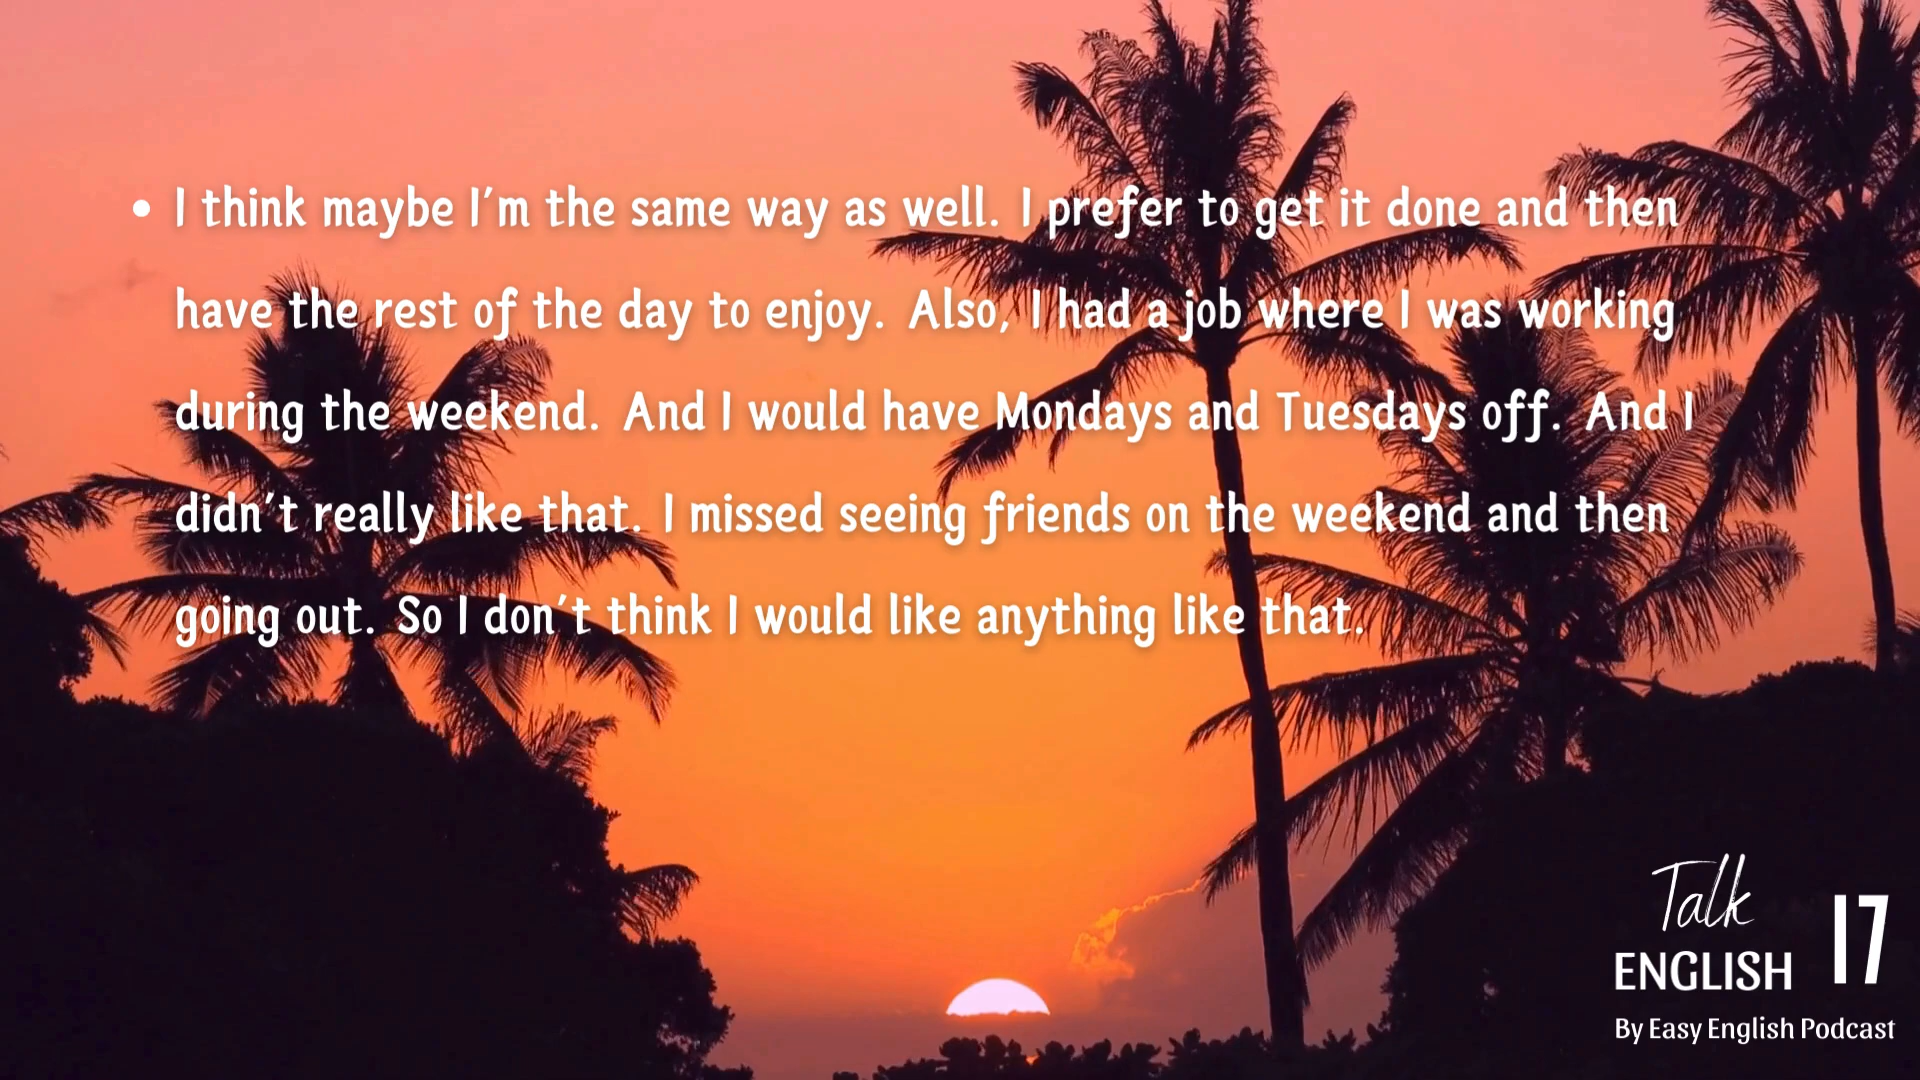 • I think maybe I'm the same way as well. I prefer to get it done and then
have the rest of the day to enjoy. Also, I had a job where I was working
during the weekend. And I would have Mondays and Tuesdays off. And I
didn't really like that. I missed seeing friends on the weekend and then
going out. So I don't think I would like anything like that.
Talk
ENGLISH 17
By Easy English Podcast